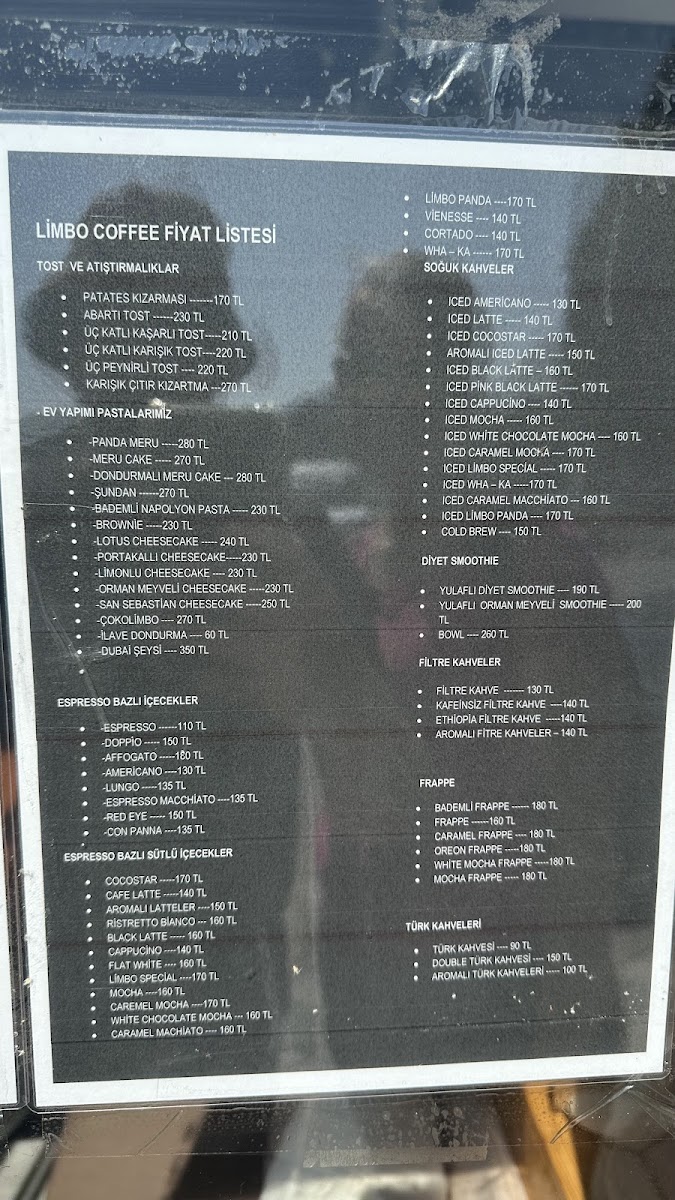 LİMBO COFFEE FİYAT LİSTESİ
TOST VE ATIŞTIRMALIKLAR
• PATATES KIZARMASI -------170 TL
• ABARTI TOST ------230 TL
• ÜÇ KATLI KAŞARLI TOST-----210 TL
• ÜÇ KATLI KARIŞIK TOST----220 TL
• ÜÇ PEYNİRLİ TOST ---- 220 TL
• KARIŞIK ÇITIR KIZARTMA ---270 TL
- EV YAPIMI PASTALARIMIZ
• -PANDA MERU -----280 TL
• -MERU CAKE ----- 270 TL
• -DONDURMALI MERU CAKE --- 280 TL
• -ŞUNDAN ------270 TL
• -BADEMLİ NAPOLYON PASTA ----- 230 TL
• -BROWNİE-----230 TL
• -LOTUS CHEESECAKE ----- 240 TL
• -PORTAKALLI CHEESECAKE-----230 TL
• -LİMONLU CHEESECAKE ---- 230 TL
• -ORMAN MEYVELİ CHEESECAKE -----230 TL
• -SAN SEBASTİAN CHEESECAKE -----250 TL
• -ÇOKOLİMBO ---- 270 TL
• -İLAVE DONDURMA ---- 60 TL
• -DUBAİ ŞEYSİ ---- 350 TL
•
ESPRESSO BAZLI İÇECEKLER
• -ESPRESSO ------110 TL
• -DOPPİO ----- 150 TL
• -AFFOGATO -----180 TL
• -AMERİCANO ----130 TL
• -LUNGO -----135 TL
• -ESPRESSO MACCHİATO ----135 TL
• -RED EYE ----- 150 TL
• -CON PANNA ----135 TL
ESPRESSO BAZLI SÜTLÜ İÇECEKLER
• COCOSTAR -----170 TL
• CAFE LATTE -----140 TL
• AROMALI LATTELER ----150 TL
• RİSTRETTO BİANCO --- 160 TL
• BLACK LATTE ----- 160 TL
• CAPPUCİNO ----140 TL
• FLAT WHİTE ---- 160 TL
• LİMBO SPECİAL ----170 TL
• MOCHA ----160 TL
• CAREMEL MOCHA ----170 TL
• WHİTE CHOCOLATE MOCHA --- 160 TL
• CARAMEL MACHİATO ---- 160 TL
• LİMBO PANDA ----170 TL
• VİENESSE ---- 140 TL
• CORTADO ---- 140 TL
• WHA – KA ------ 170 TL
SOĞUK KAHVELER
• ICED AMERİCANO ----- 130 TL
• ICED LATTE ----- 140 TL
• ICED COCOSTAR ----- 170 TL
• AROMALI ICED LATTE ----- 150 TL
• ICED BLACK LATTE – 160 TL
• ICED PİNK BLACK LATTE ------ 170 TL
• ICED CAPPUCİNO ---- 140 TL
• ICED MOCHA ----- 160 TL
• ICED WHİTE CHOCOLATE MOCHA ---- 160 TL
• ICED CARAMEL MOCHA ---- 170 TL
• ICED LİMBO SPECİAL ----- 170 TL
• ICED WHA – KA -----170 TL
• ICED CARAMEL MACCHİATO --- 160 TL
• ICED LİMBO PANDA ---- 170 TL
• COLD BREW ---- 150 TL
DİYET SMOOTHIE
• YULAFLI DİYET SMOOTHIE ---- 190 TL
• YULAFLI ORMAN MEYVELİ SMOOTHIE ----- 200
TL
• BOWL ---- 260 TL
FİLTRE KAHVELER
• FİLTRE KAHVE ------- 130 TL
• KAFEİNSİZ FİLTRE KAHVE ----140 TL
• ETHİOPİA FİLTRE KAHVE -----140 TL
• AROMALI FİTRE KAHVELER – 140 TL
FRAPPE
• BADEMLİ FRAPPE ------ 180 TL
• FRAPPE ------160 TL
• CARAMEL FRAPPE ---- 180 TL
• OREON FRAPPE -----180 TL
• WHİTE MOCHA FRAPPE -----180 TL
• MOCHA FRAPPE ----- 180 TL
TÜRK KAHVELERİ
• TÜRK KAHVESİ ---- 90 TL
• DOUBLE TÜRK KAHVESİ ---- 150 TL
• AROMALI TÜRK KAHVELERİ ---- 100 TL